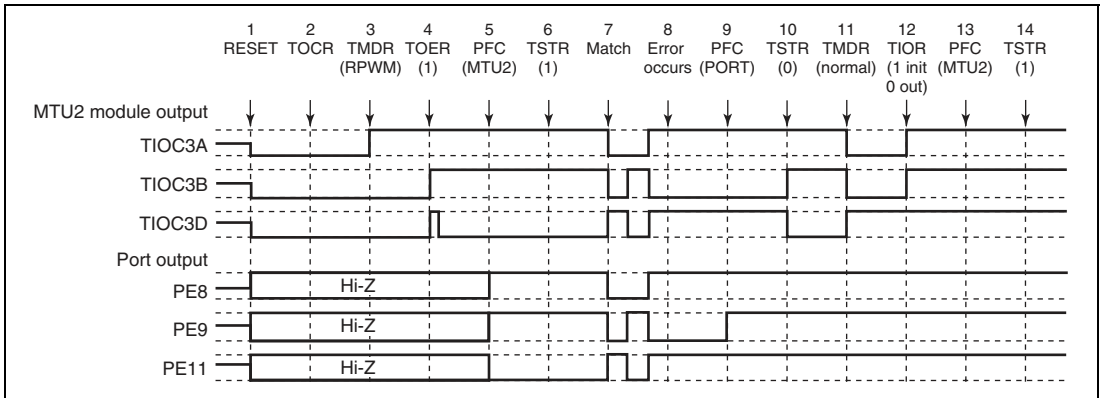 1 2 3 4 5 6 7 8 9 10 11 12 13 14
RESET TOCR TMDR TOER PFC TSTR Match Error PFC TSTR TMDR TIOR PFC TSTR
(RPWM) (1) (MTU2) (1) occurs (PORT) (0) (normal) (1 init (MTU2) (1)
0 out)
MTU2 module output
TIOC3A
TIOC3B
TIOC3D
Port output
PE8 Hi-Z
PE9 Hi-Z
PE11 Hi-Z